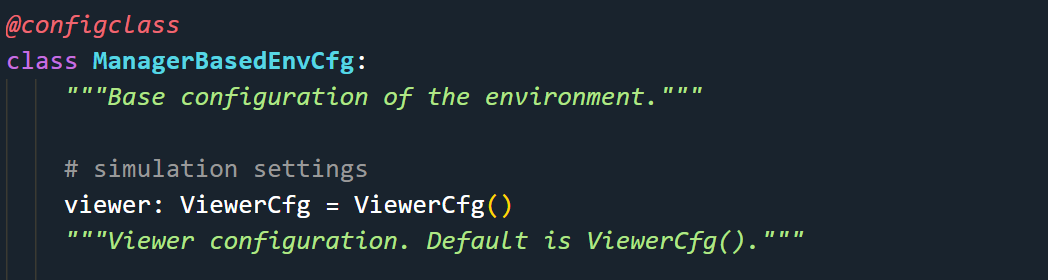 @configclass
class ManagerBasedEnvCfg:
    """Base configuration of the environment."""

    # simulation settings
    viewer: ViewerCfg = ViewerCfg()
    """Viewer configuration. Default is ViewerCfg()."""